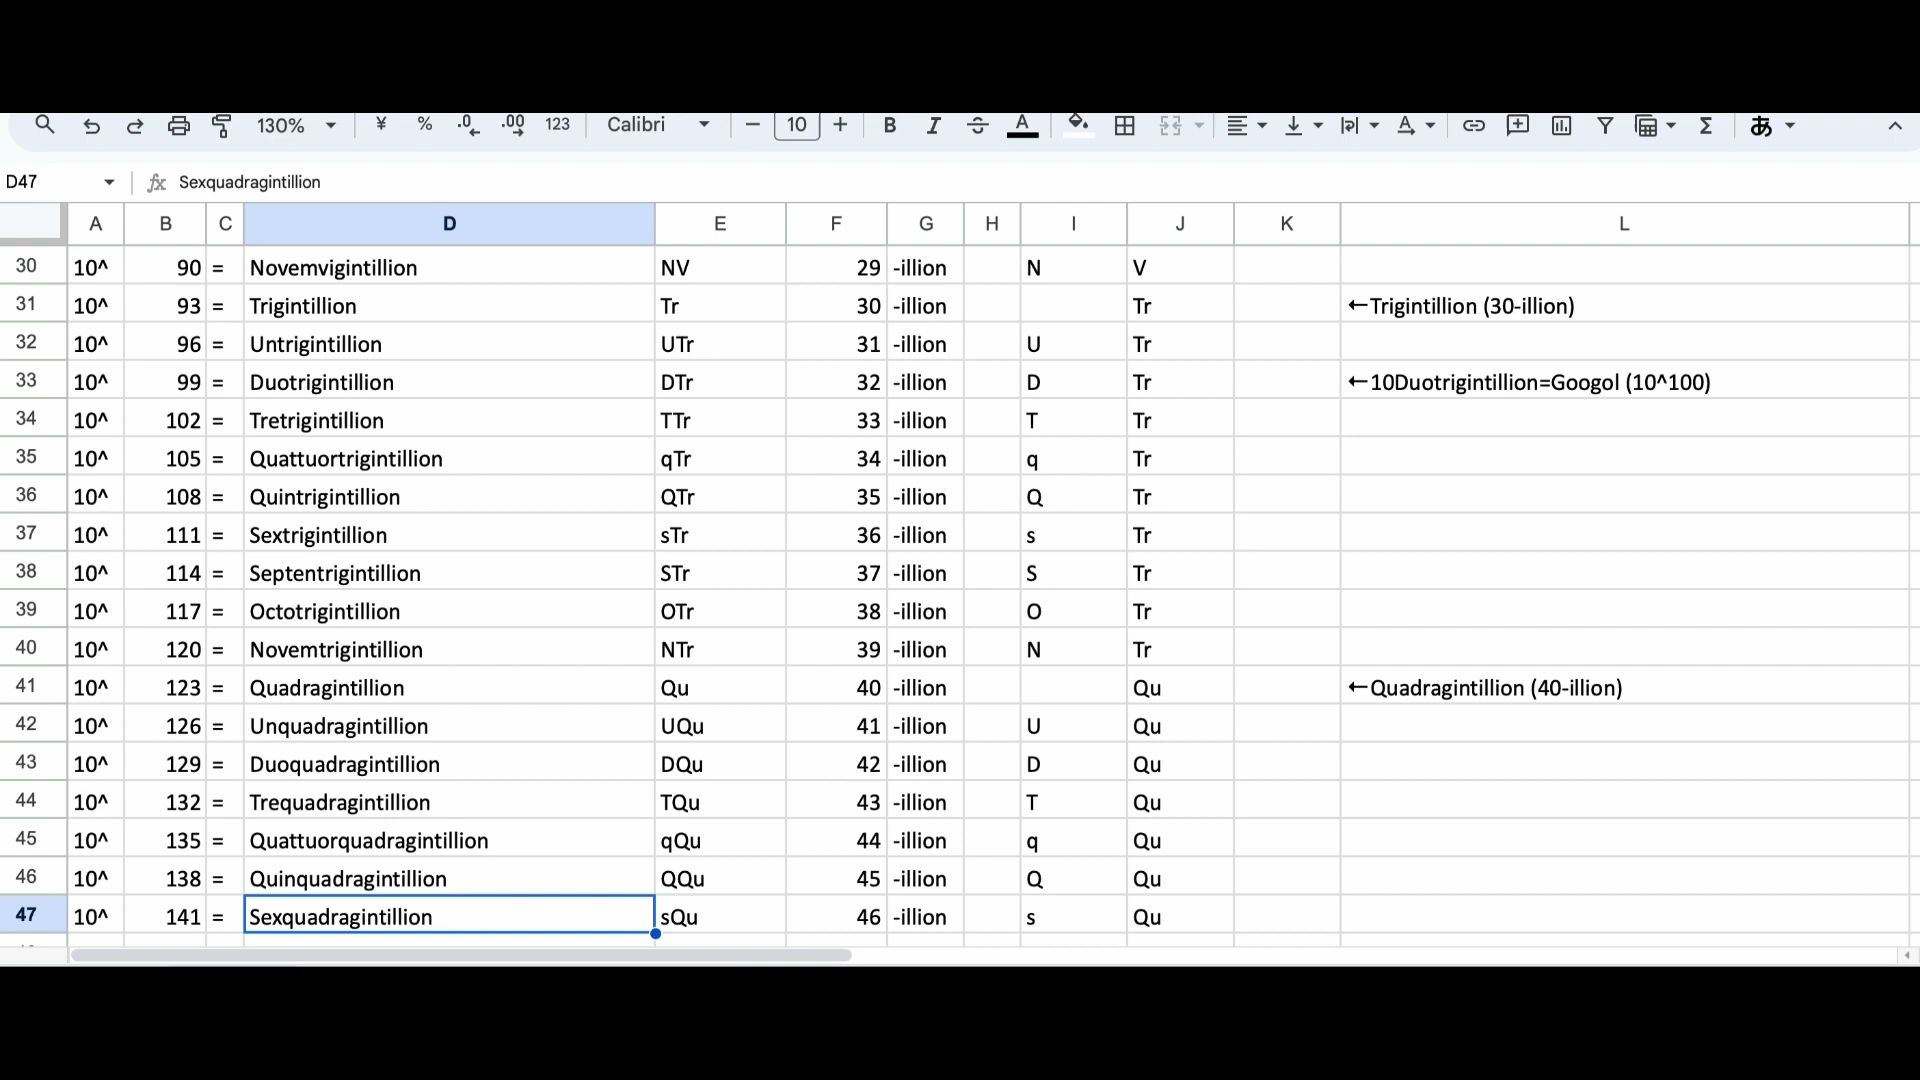 130% ¥ % .0 .00 123 Calibri 10 B I S A Σ あ
D47 fx Sexquadragintillion
A B C D E F G H I J K L
30 10^ 90 = Novemvigintillion NV 29 -illion N V
31 10^ 93 = Trigintillion Tr 30 -illion Tr ←Trigintillion (30-illion)
32 10^ 96 = Untrigintillion UTr 31 -illion U Tr
33 10^ 99 = Duotrigintillion DTr 32 -illion D Tr ←10Duotrigintillion=Googol (10^100)
34 10^ 102 = Tretrigintillion TTr 33 -illion T Tr
35 10^ 105 = Quattuortrigintillion qTr 34 -illion q Tr
36 10^ 108 = Quintrigintillion QTr 35 -illion Q Tr
37 10^ 111 = Sextrigintillion sTr 36 -illion s Tr
38 10^ 114 = Septentrigintillion STr 37 -illion S Tr
39 10^ 117 = Octotrigintillion OTr 38 -illion O Tr
40 10^ 120 = Novemtrigintillion NTr 39 -illion N Tr
41 10^ 123 = Quadragintillion Qu 40 -illion Qu ←Quadragintillion (40-illion)
42 10^ 126 = Unquadragintillion UQu 41 -illion U Qu
43 10^ 129 = Duoquadragintillion DQu 42 -illion D Qu
44 10^ 132 = Trequadragintillion TQu 43 -illion T Qu
45 10^ 135 = Quattuorquadragintillion qQu 44 -illion q Qu
46 10^ 138 = Quinquadragintillion QQu 45 -illion Q Qu
47 10^ 141 = Sexquadragintillion sQu 46 -illion s Qu